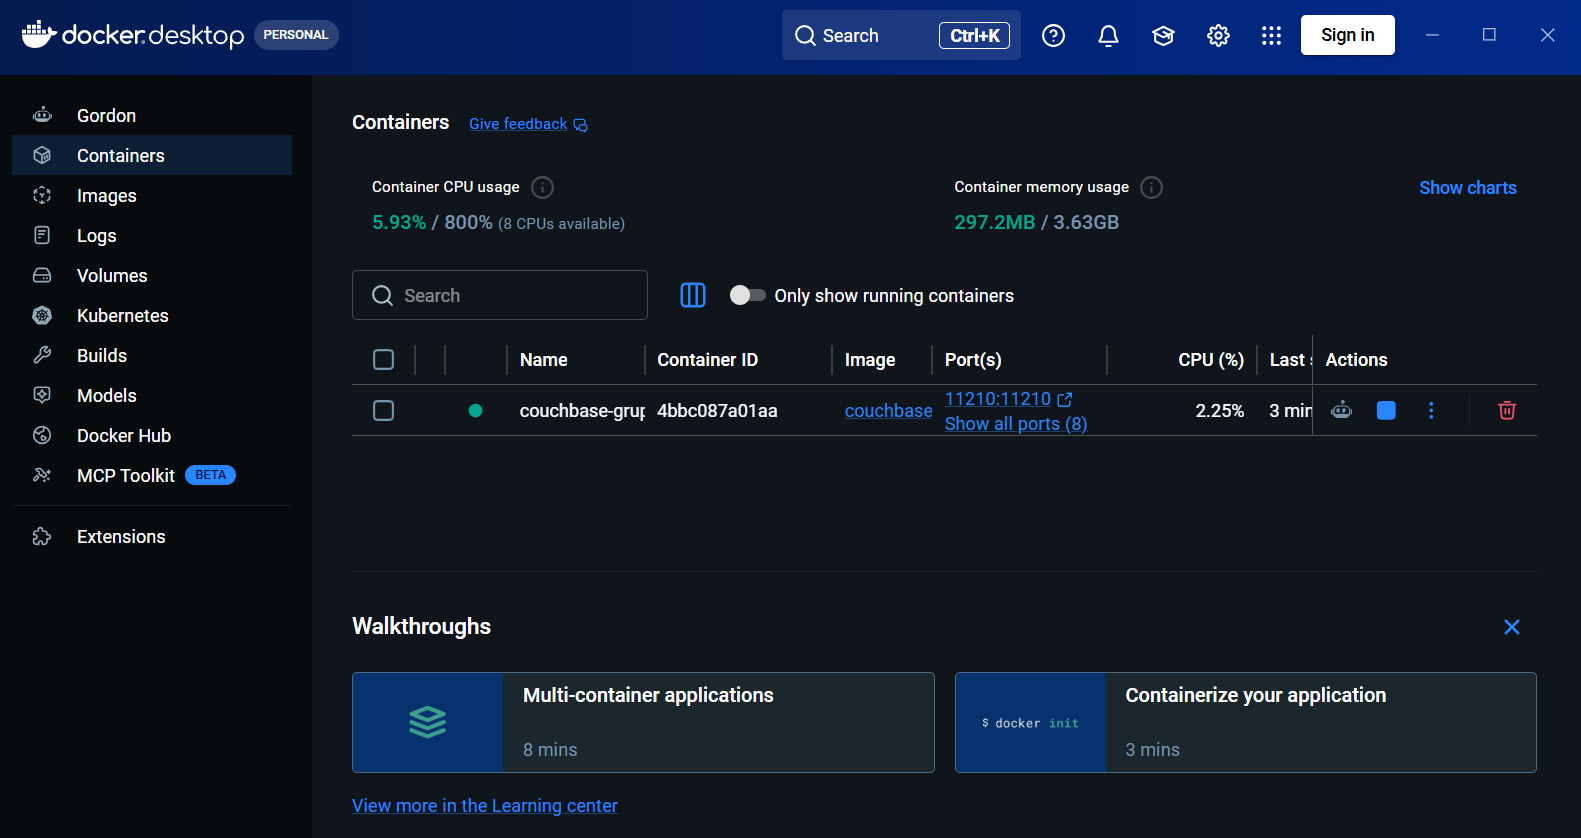 docker.desktop PERSONAL
Search Ctrl+K
Sign in
Gordon
Containers
Images
Logs
Volumes
Kubernetes
Builds
Models
Docker Hub
MCP Toolkit BETA
Extensions
Containers Give feedback
Container CPU usage
5.93% / 800% (8 CPUs available)
Container memory usage
297.2MB / 3.63GB
Show charts
Search
Only show running containers
Name Container ID Image Port(s) CPU (%) Last s Actions
couchbase-grup 4bbc087a01aa couchbase 11210:11210 2.25% 3 min
Show all ports (8)
Walkthroughs
Multi-container applications
8 mins
$ docker init
Containerize your application
3 mins
View more in the Learning center